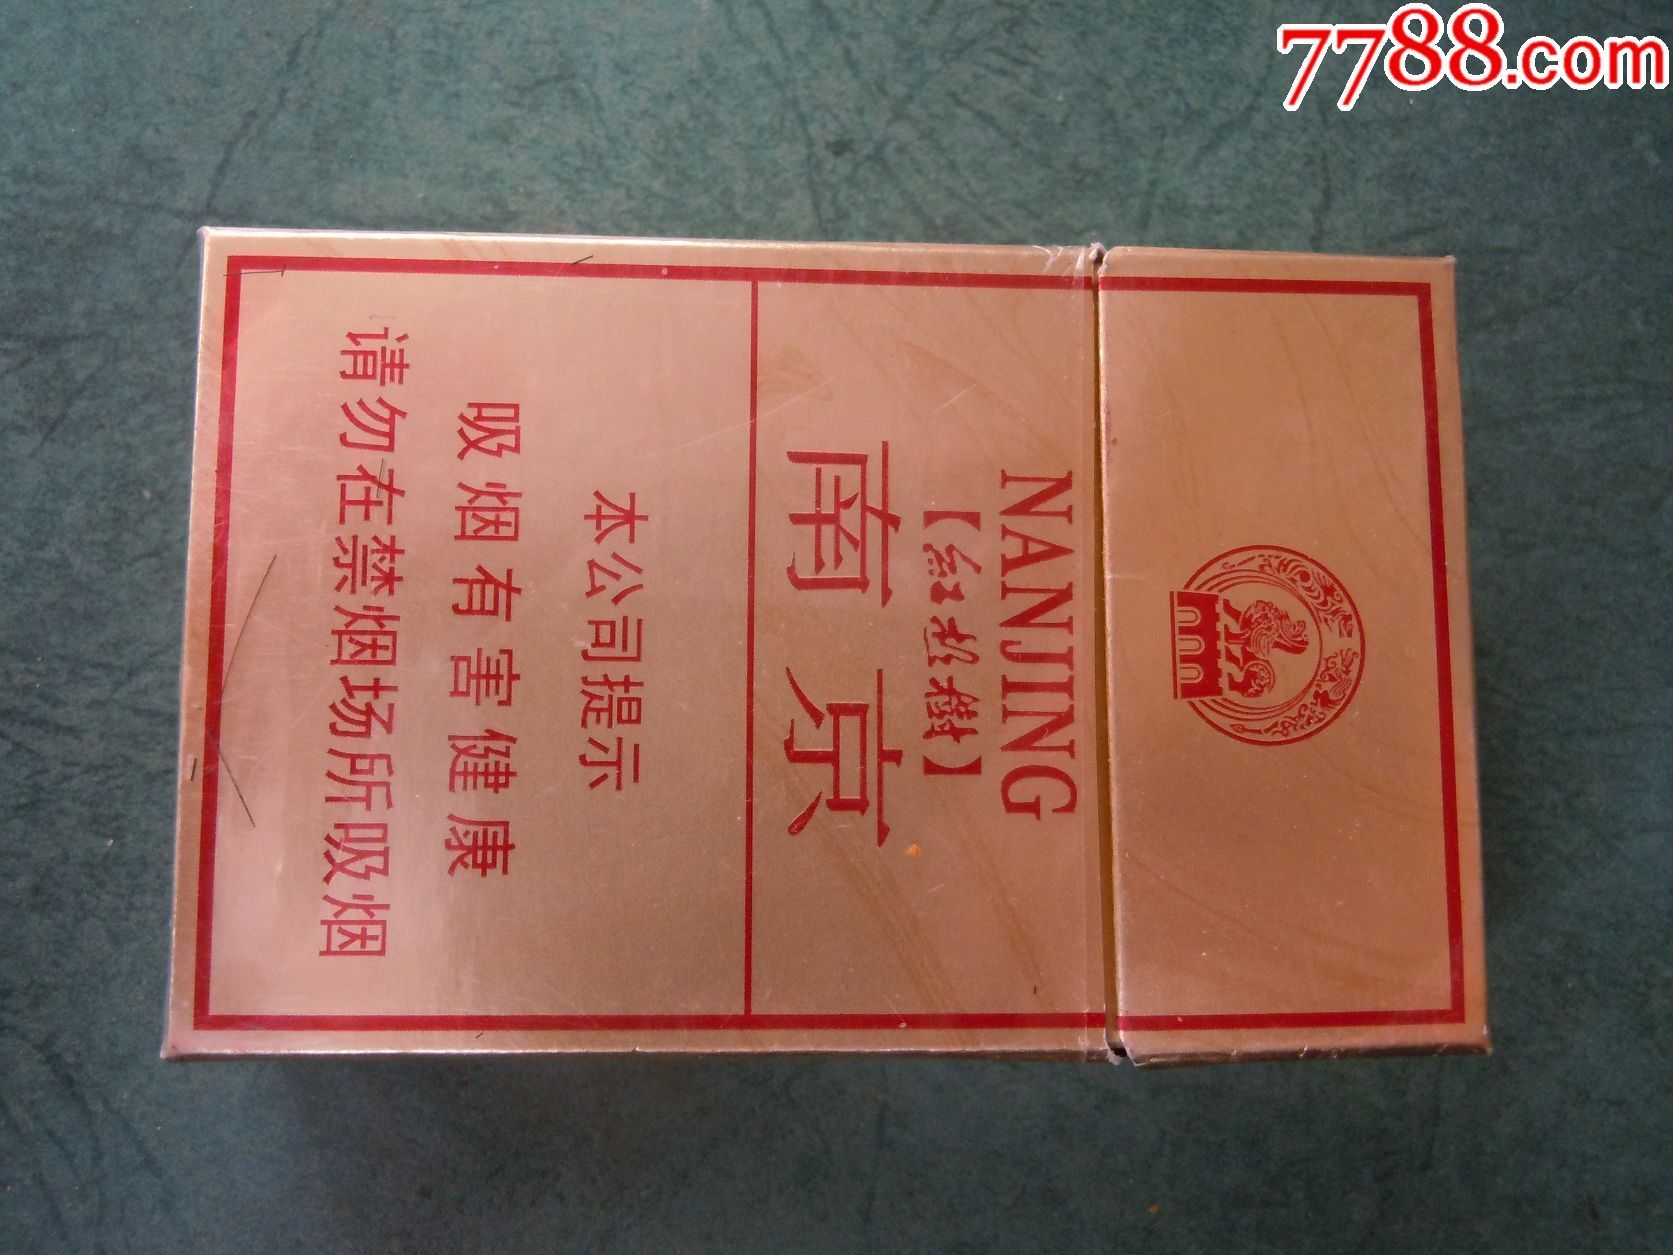 7788.com
NANJING
【红杉树】
南京
本公司提示
吸烟有害健康
请勿在禁烟场所吸烟